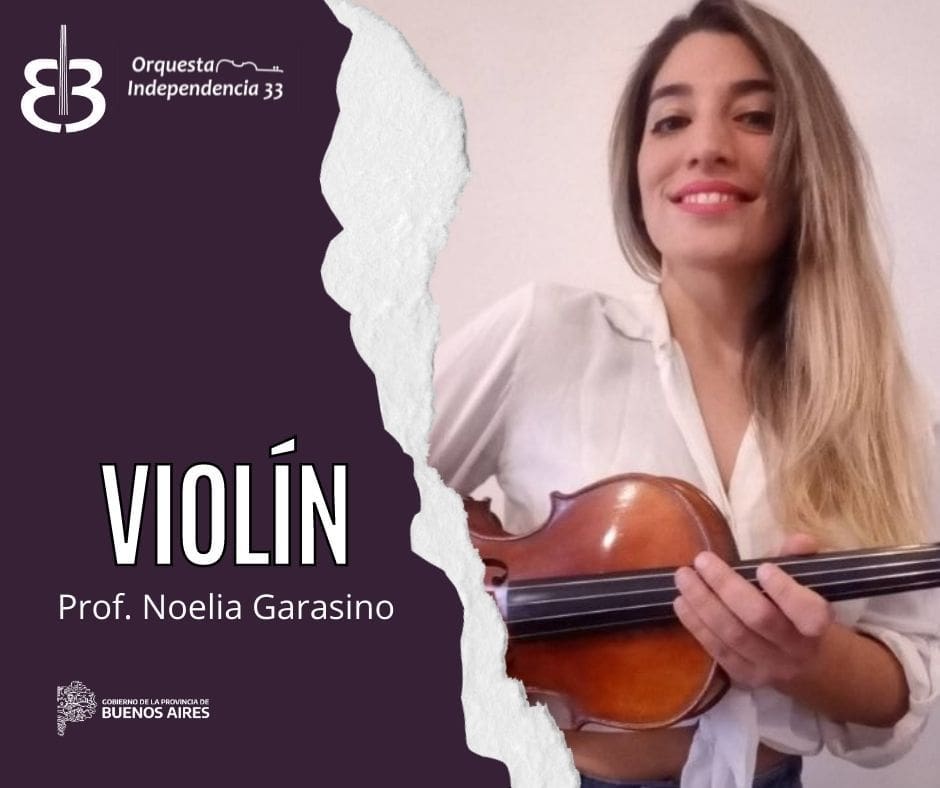 Orquesta
Independencia 33
VIOLÍN
Prof. Noelia Garasino
GOBIERNO DE LA PROVINCIA DE
BUENOS AIRES